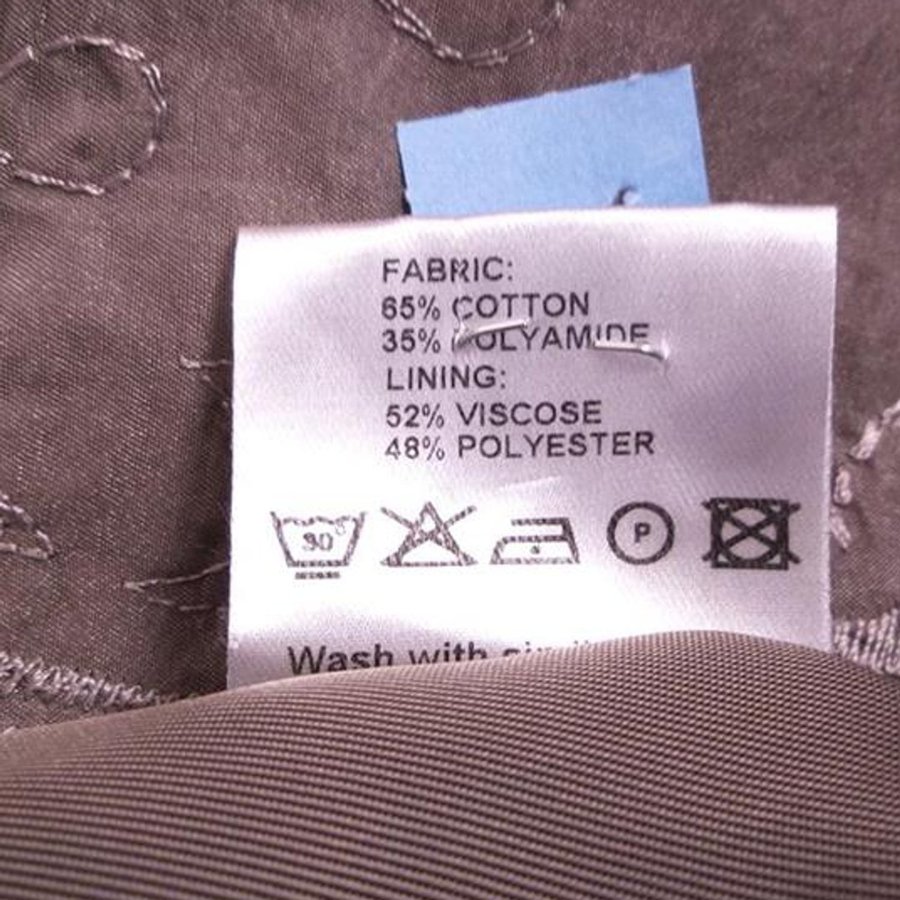 FABRIC:
65% COTTON
35% POLYAMIDE
LINING:
52% VISCOSE
48% POLYESTER
30°
P
Wash with